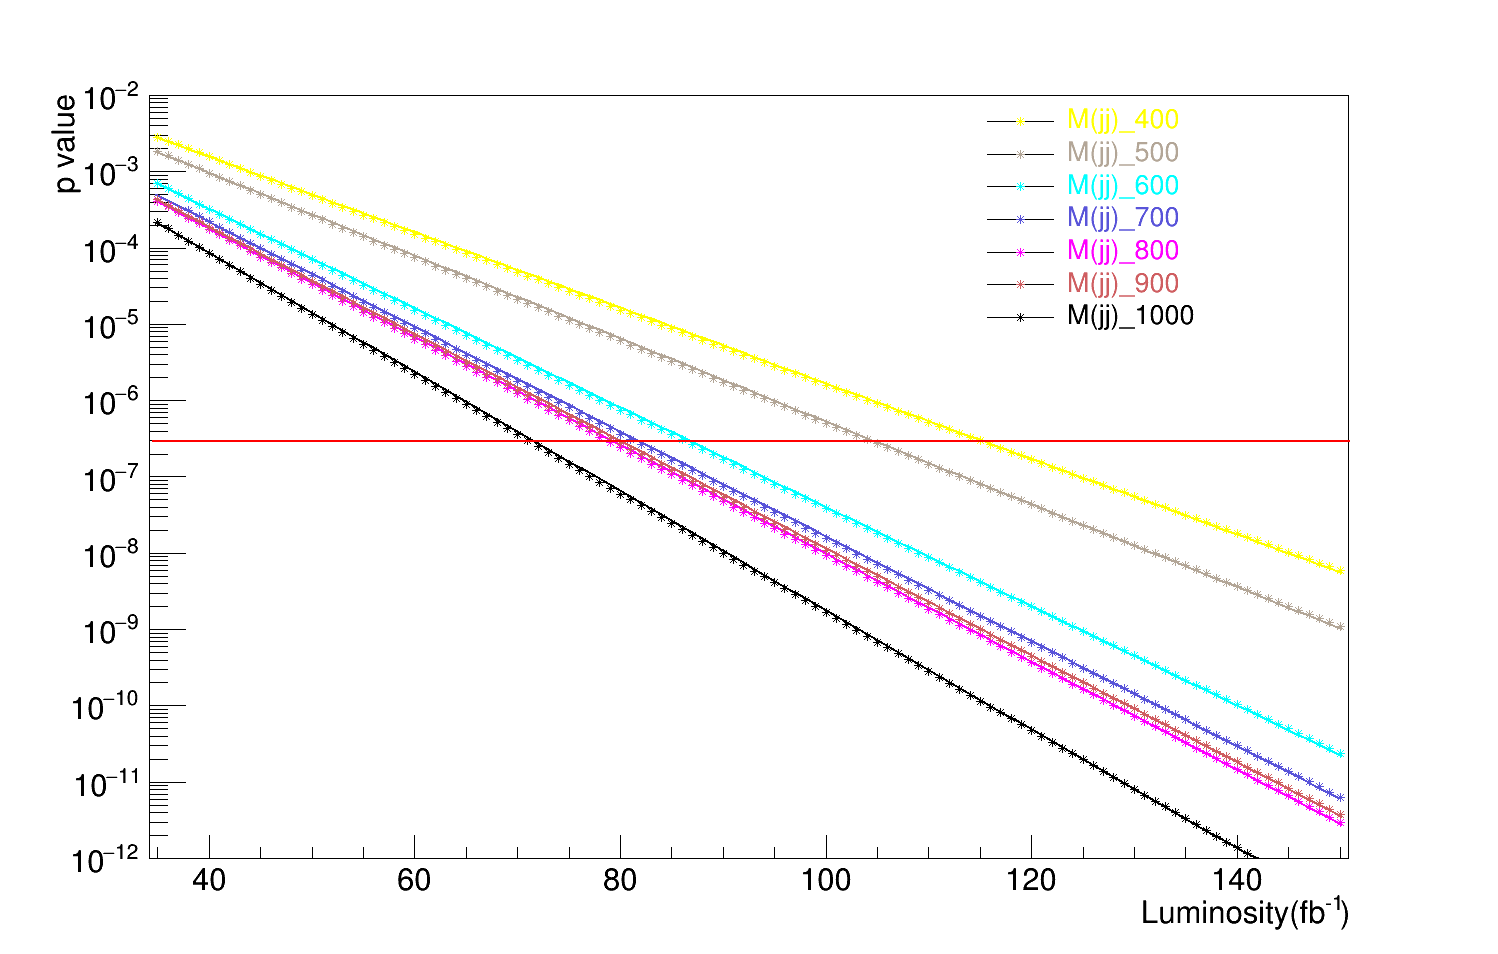 p value
10⁻²
10⁻³
10⁻⁴
10⁻⁵
10⁻⁶
10⁻⁷
10⁻⁸
10⁻⁹
10⁻¹⁰
10⁻¹¹
10⁻¹²
M(jj)_400
M(jj)_500
M(jj)_600
M(jj)_700
M(jj)_800
M(jj)_900
M(jj)_1000
40 60 80 100 120 140
Luminosity(fb⁻¹)